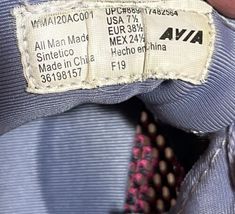 WMAI20AC001
All Man Made
Sintetico
Made in China
36198157
USA 7½
EUR 38½
MEX 24½
Hecho en China
F19
AVIA